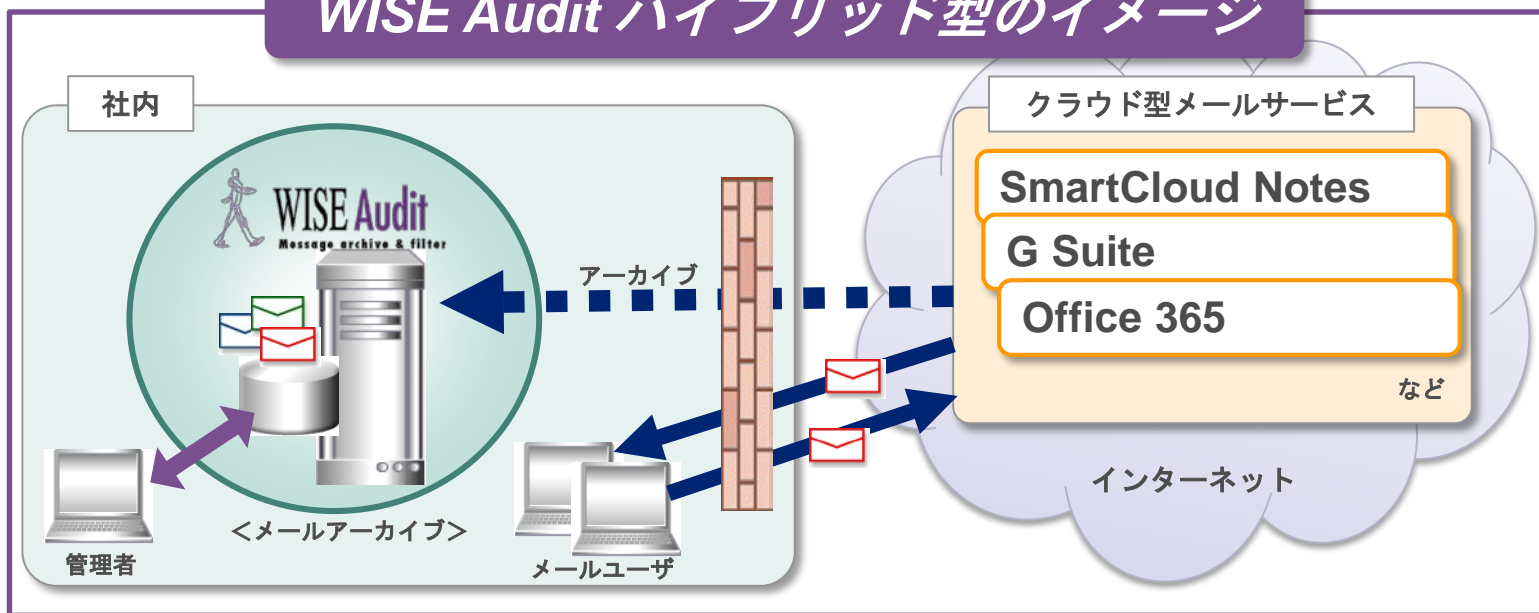 WISE Audit ハイブリッド型のイメージ
社内
クラウド型メールサービス
WISE Audit
Message archive & filter
SmartCloud Notes
G Suite
アーカイブ
Office 365
など
インターネット
<メールアーカイブ>
管理者
メールユーザ